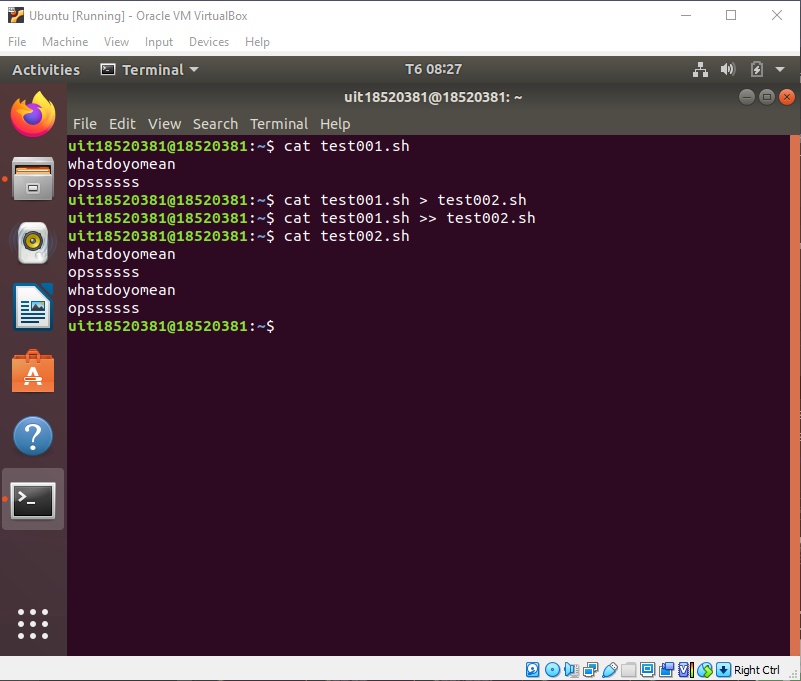 Ubuntu [Running] - Oracle VM VirtualBox
File Machine View Input Devices Help
Activities Terminal T6 08:27
uit18520381@18520381: ~
File Edit View Search Terminal Help
uit18520381@18520381:~$ cat test001.sh
whatdoyomean
opssssss
uit18520381@18520381:~$ cat test001.sh > test002.sh
uit18520381@18520381:~$ cat test001.sh >> test002.sh
uit18520381@18520381:~$ cat test002.sh
whatdoyomean
opssssss
whatdoyomean
opssssss
uit18520381@18520381:~$
Right Ctrl